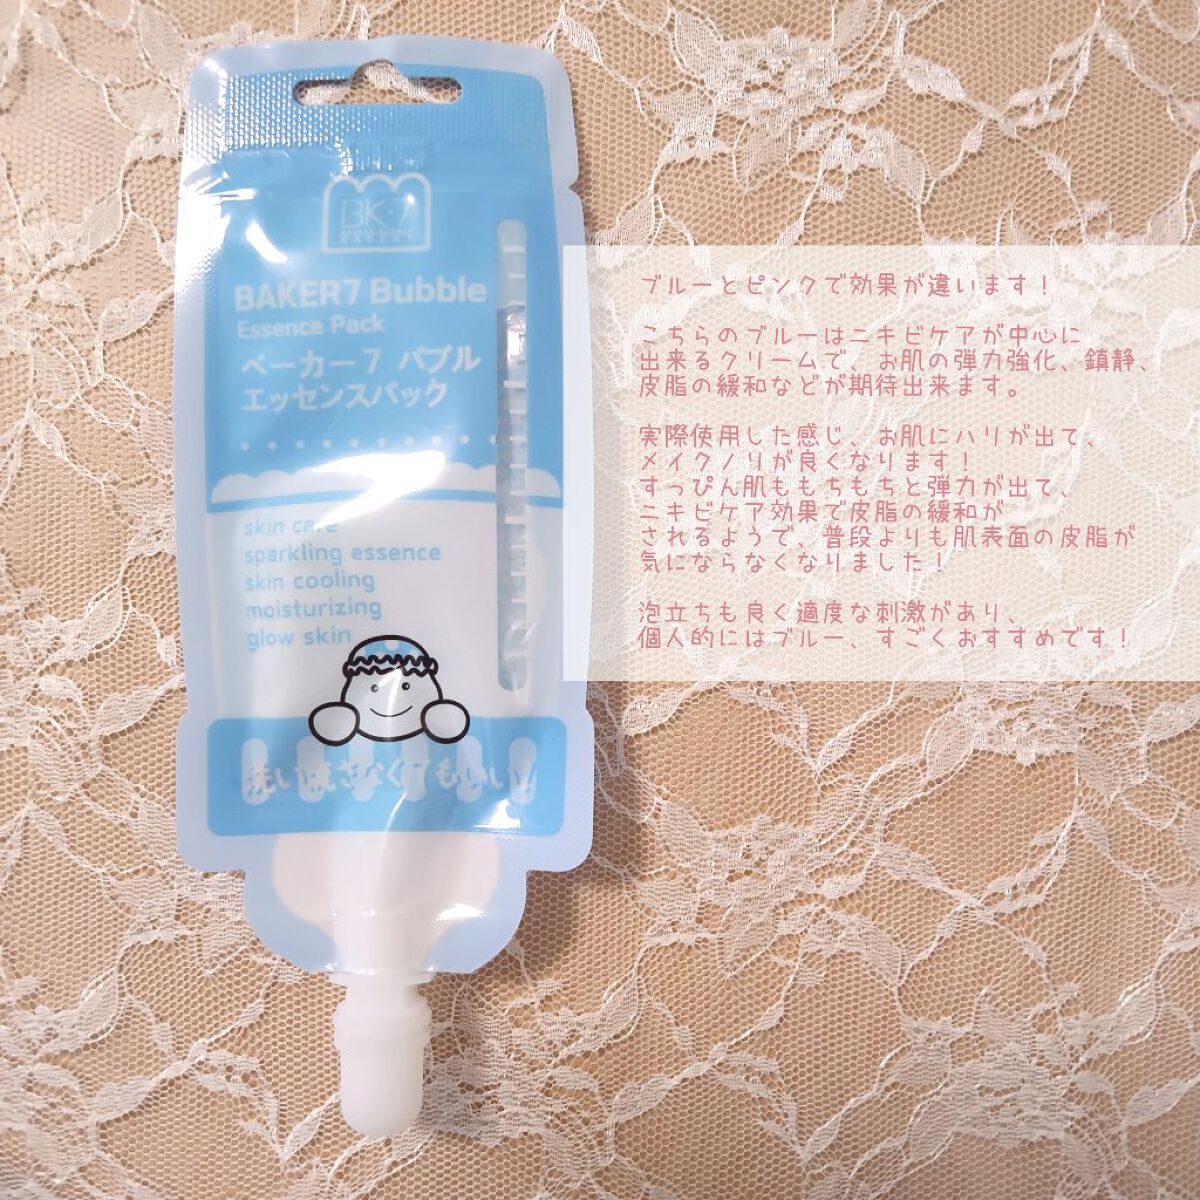 BK·7
BAKERY
BAKER7 Bubble
Essence Pack
ベーカー7 バブル
エッセンスパック
skin care
sparkling essence
skin cooling
moisturizing
glow skin
洗い流さなくてもいい!
ブルーとピンクで効果が違います!
こちらのブルーはニキビケアが中心に
出来るクリームで、お肌の弾力強化、鎮静、
皮脂の緩和などが期待出来ます。
実際使用した感じ、お肌にハリが出て、
メイクノリが良くなります!
すっぴん肌ももちもちと弾力が出て、
ニキビケア効果で皮脂の緩和が
されるようで、普段よりも肌表面の皮脂が
気にならなくなりました!
泡立ちも良く適度な刺激があり、
個人的にはブルー、すごくおすすめです!